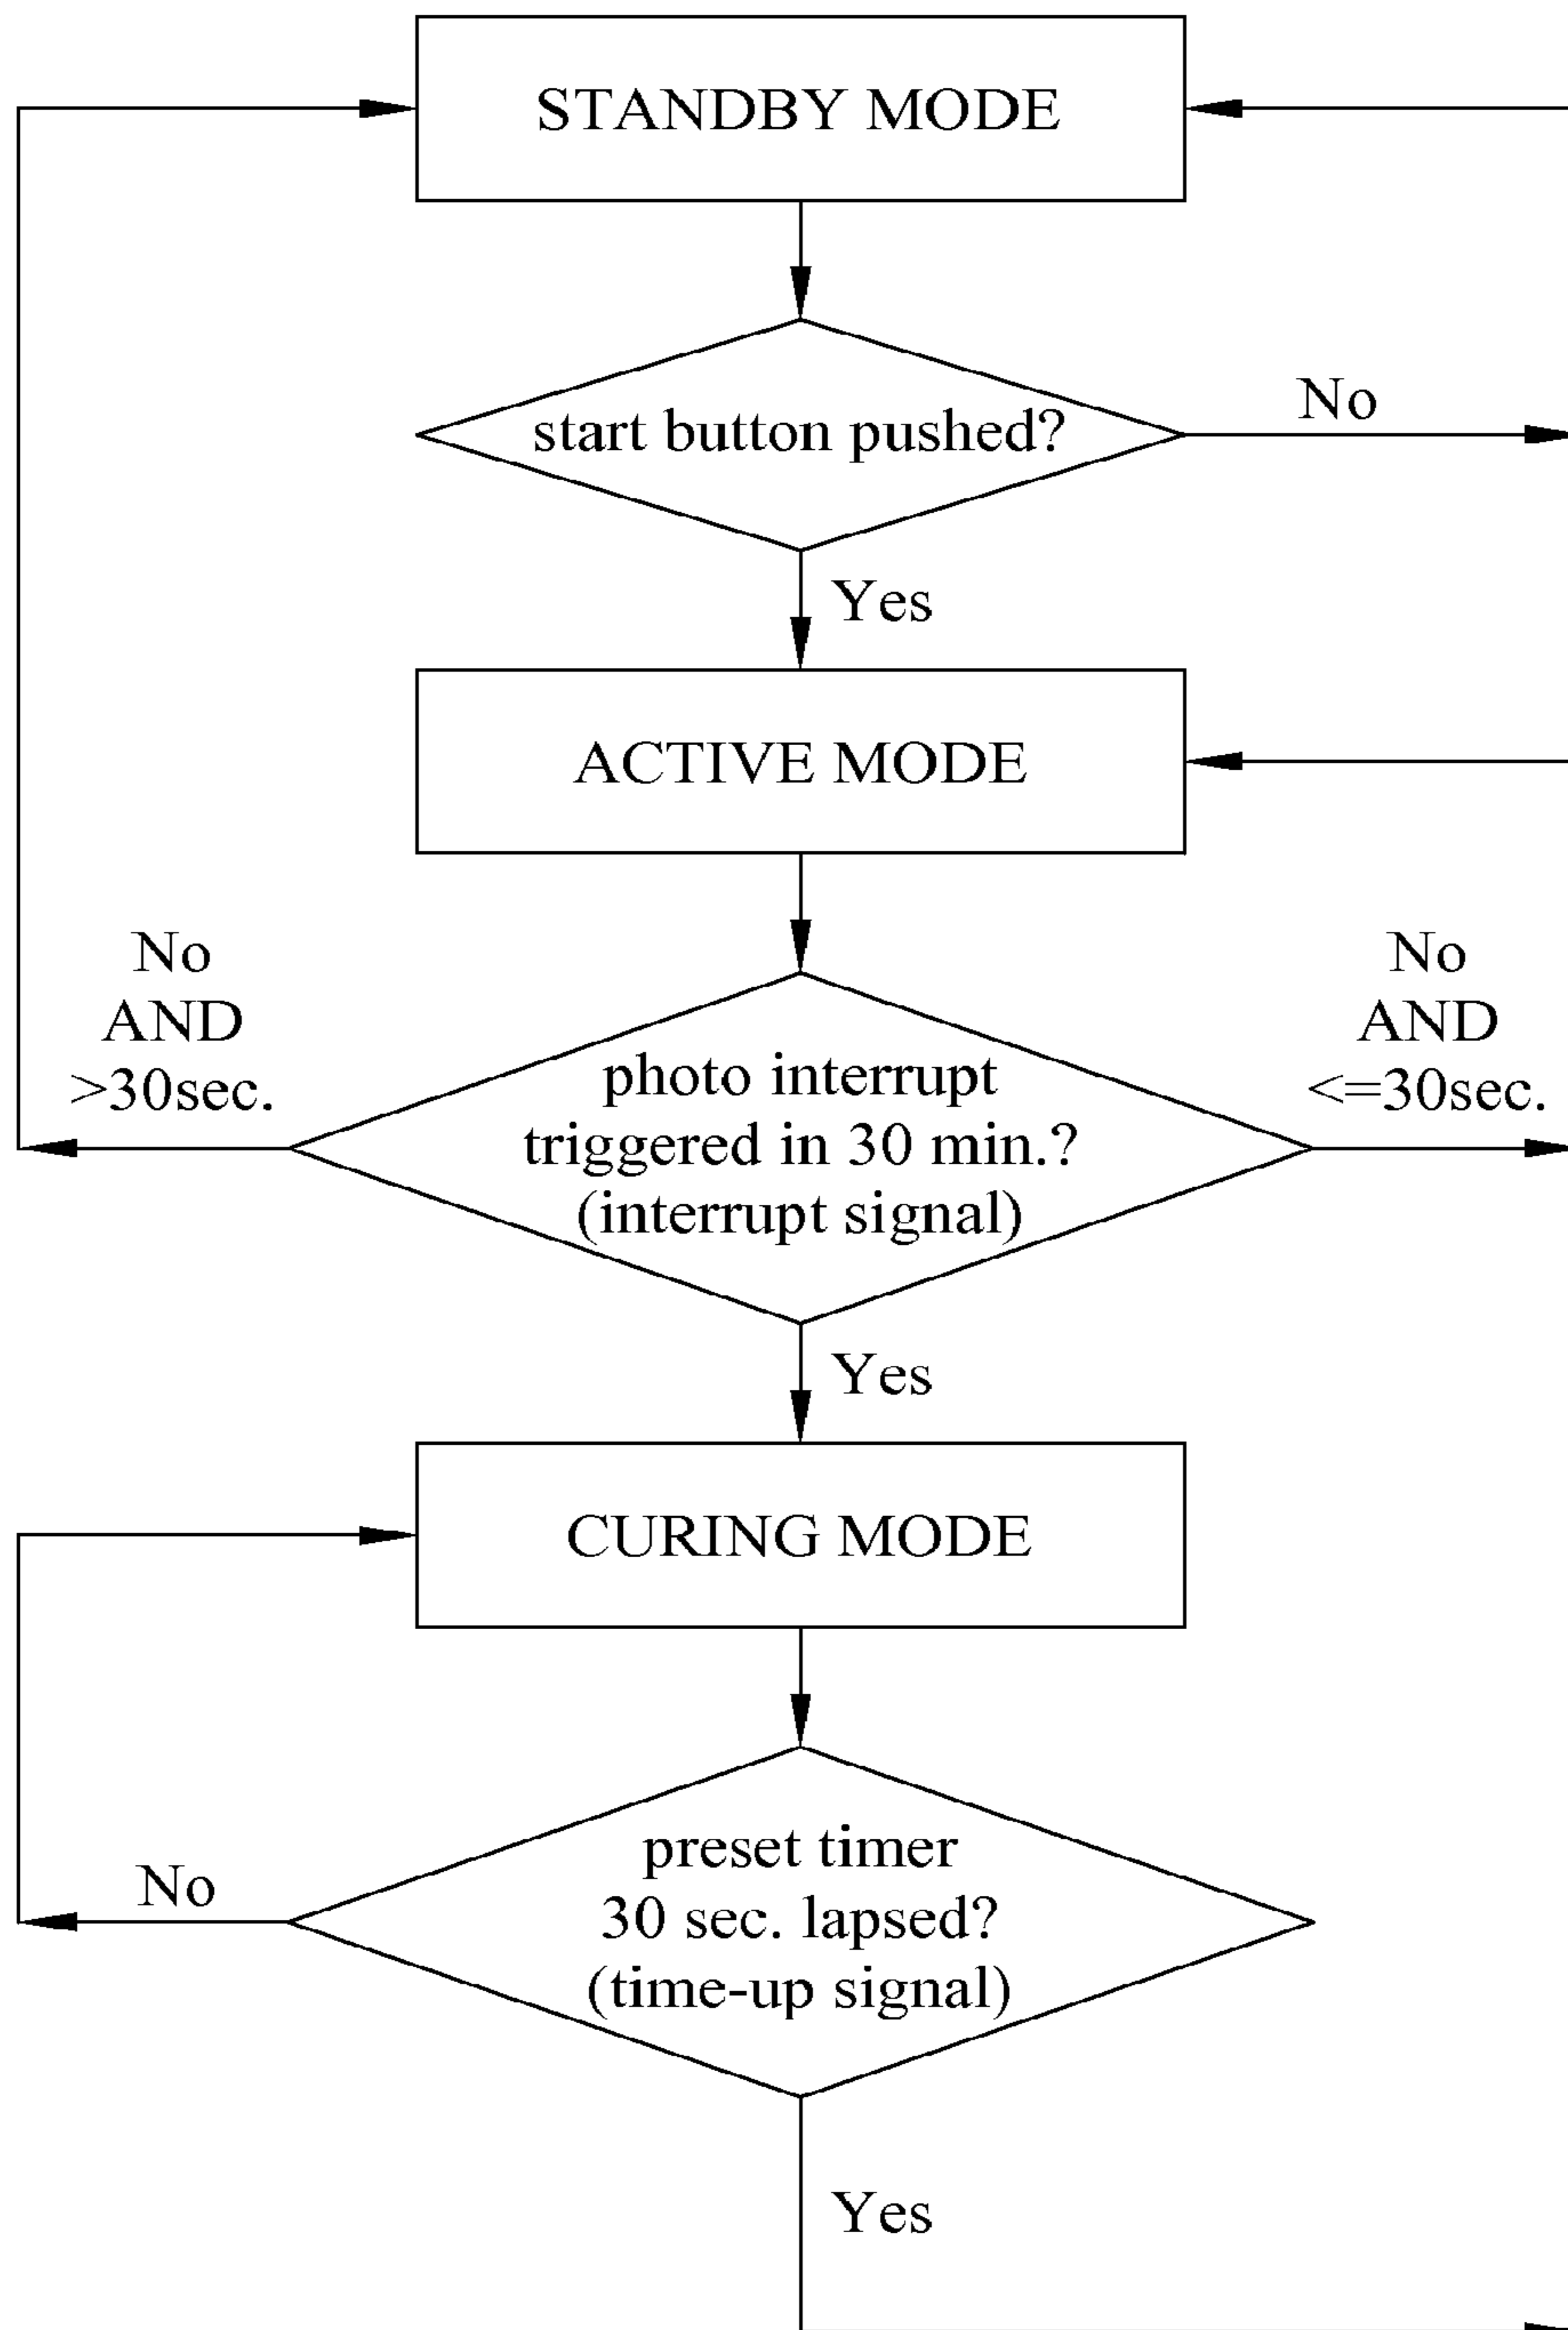 STANDBY MODE
start button pushed?
No
Yes
ACTIVE MODE
No
AND
>30sec.
No
AND
<=30sec.
photo interrupt
triggered in 30 min.?
(interrupt signal)
Yes
CURING MODE
preset timer
30 sec. lapsed?
(time-up signal)
No
Yes